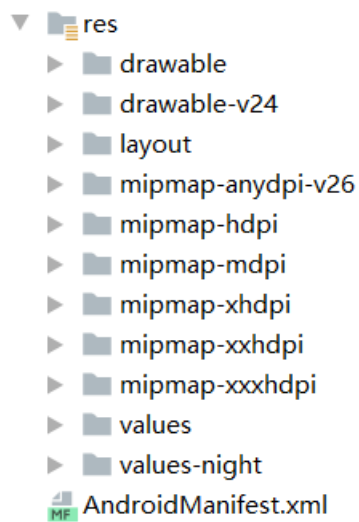 res
drawable
drawable-v24
layout
mipmap-anydpi-v26
mipmap-hdpi
mipmap-mdpi
mipmap-xhdpi
mipmap-xxhdpi
mipmap-xxxhdpi
values
values-night
MF AndroidManifest.xml